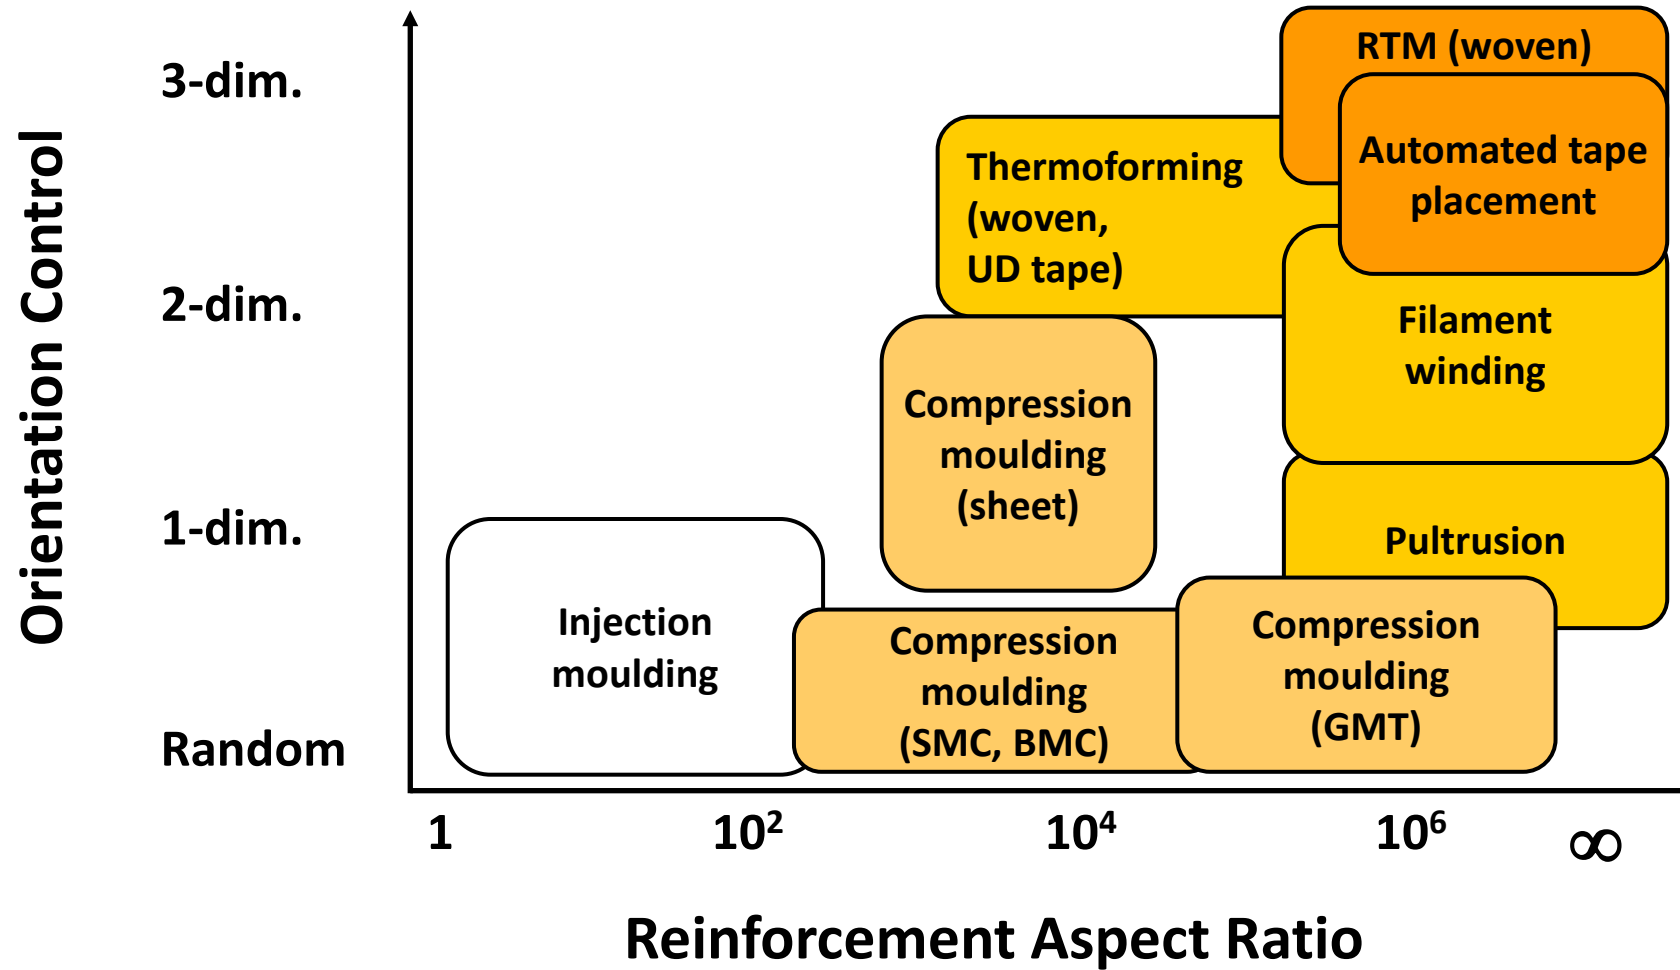 Orientation Control
3-dim.
2-dim.
1-dim.
Random
RTM (woven)
Automated tape
placement
Thermoforming
(woven,
UD tape)
Filament
winding
Compression
moulding
(sheet)
Pultrusion
Injection
moulding
Compression
moulding
(SMC, BMC)
Compression
moulding
(GMT)
1
10²
10⁴
10⁶
∞
Reinforcement Aspect Ratio